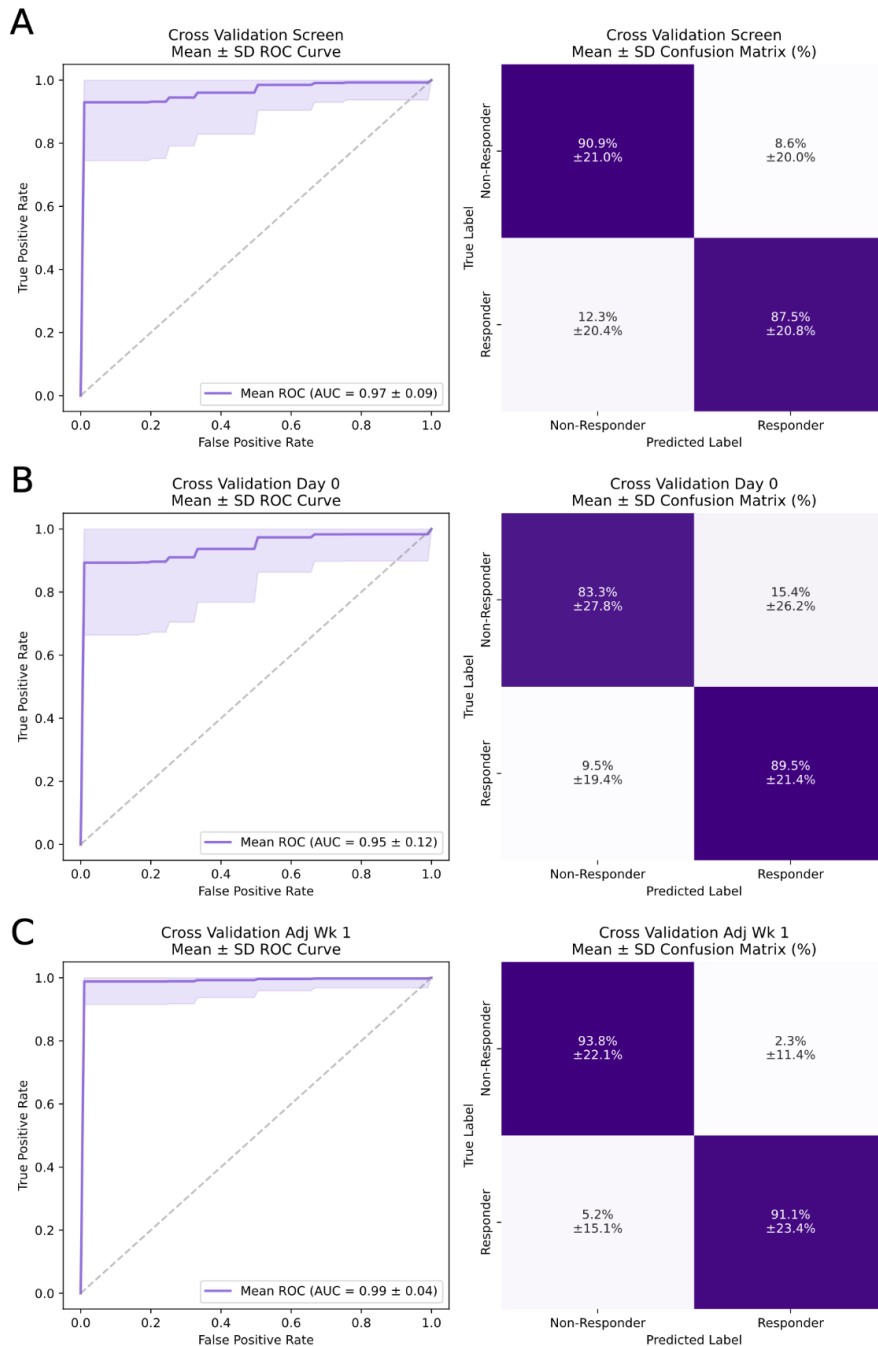 A
Cross Validation Screen
Mean ± SD ROC Curve
1.0
0.8
0.6
0.4
0.2
0.0
True Positive Rate
Mean ROC (AUC = 0.97 ± 0.09)
0.0 0.2 0.4 0.6 0.8 1.0
False Positive Rate
Cross Validation Screen
Mean ± SD Confusion Matrix (%)
True Label
Non-Responder
Responder
90.9%
±21.0%
8.6%
±20.0%
12.3%
±20.4%
87.5%
±20.8%
Non-Responder Responder
Predicted Label
B
Cross Validation Day 0
Mean ± SD ROC Curve
1.0
0.8
0.6
0.4
0.2
0.0
True Positive Rate
Mean ROC (AUC = 0.95 ± 0.12)
0.0 0.2 0.4 0.6 0.8 1.0
False Positive Rate
Cross Validation Day 0
Mean ± SD Confusion Matrix (%)
True Label
Non-Responder
Responder
83.3%
±27.8%
15.4%
±26.2%
9.5%
±19.4%
89.5%
±21.4%
Non-Responder Responder
Predicted Label
C
Cross Validation Adj Wk 1
Mean ± SD ROC Curve
1.0
0.8
0.6
0.4
0.2
0.0
True Positive Rate
Mean ROC (AUC = 0.99 ± 0.04)
0.0 0.2 0.4 0.6 0.8 1.0
False Positive Rate
Cross Validation Adj Wk 1
Mean ± SD Confusion Matrix (%)
True Label
Non-Responder
Responder
93.8%
±22.1%
2.3%
±11.4%
5.2%
±15.1%
91.1%
±23.4%
Non-Responder Responder
Predicted Label